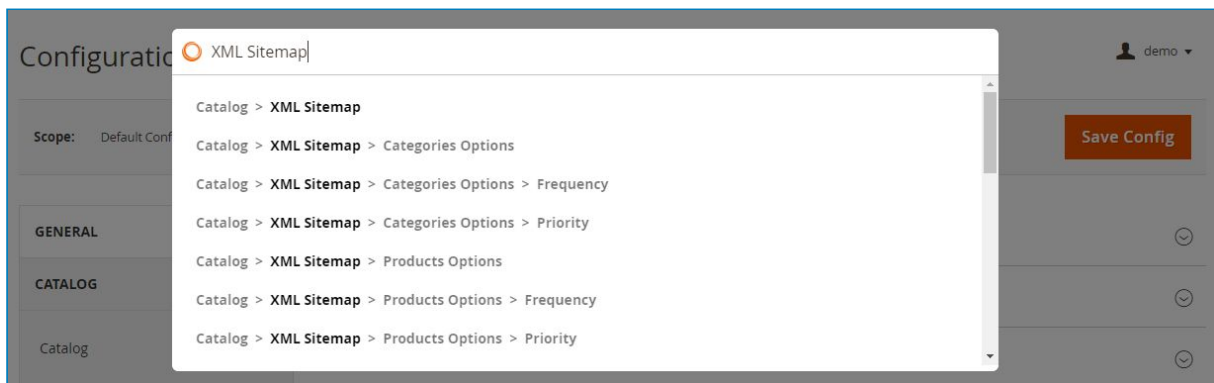 Configuratic
XML Sitemap
demo
Catalog > XML Sitemap
Scope: Default Conf
Catalog > XML Sitemap > Categories Options
Save Config
Catalog > XML Sitemap > Categories Options > Frequency
Catalog > XML Sitemap > Categories Options > Priority
GENERAL
Catalog > XML Sitemap > Products Options
CATALOG
Catalog > XML Sitemap > Products Options > Frequency
Catalog > XML Sitemap > Products Options > Priority
Catalog